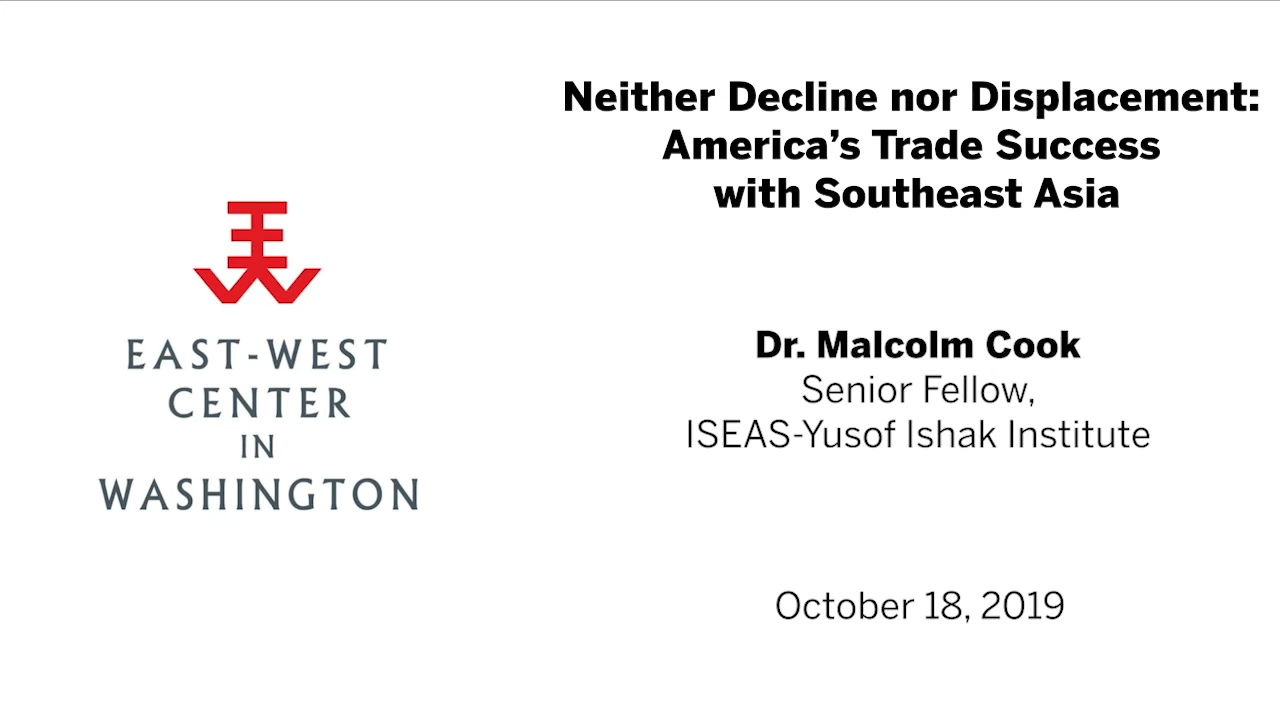 Neither Decline nor Displacement:
America’s Trade Success
with Southeast Asia
EAST-WEST
CENTER
IN
WASHINGTON
Dr. Malcolm Cook
Senior Fellow,
ISEAS-Yusof Ishak Institute
October 18, 2019